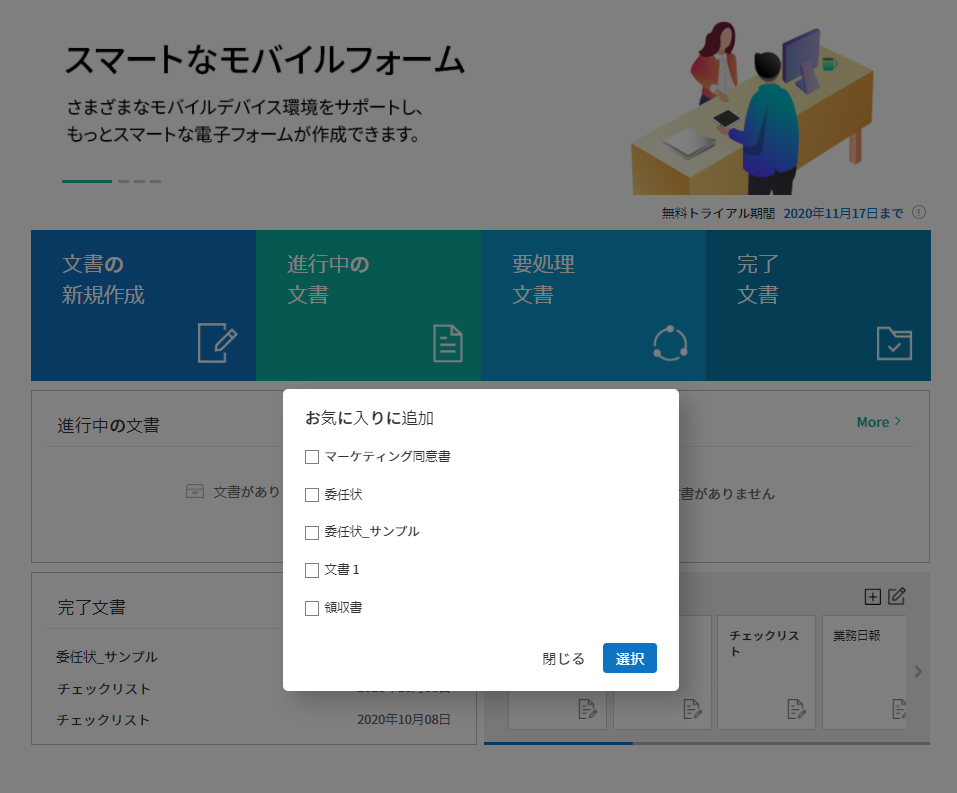 スマートなモバイルフォーム
さまざまなモバイルデバイス環境をサポートし、
もっとスマートな電子フォームが作成できます。
無料トライアル期間 2020年11月17日まで
文書の
新規作成
進行中の
文書
要処理
文書
完了
文書
進行中の文書
More
文書があり
書がありません
お気に入りに追加
マーケティング同意書
委任状
委任状_サンプル
文書1
領収書
閉じる 選択
完了文書
委任状_サンプル
チェックリスト
チェックリスト 2020年10月08日
チェックリス
ト
業務日報